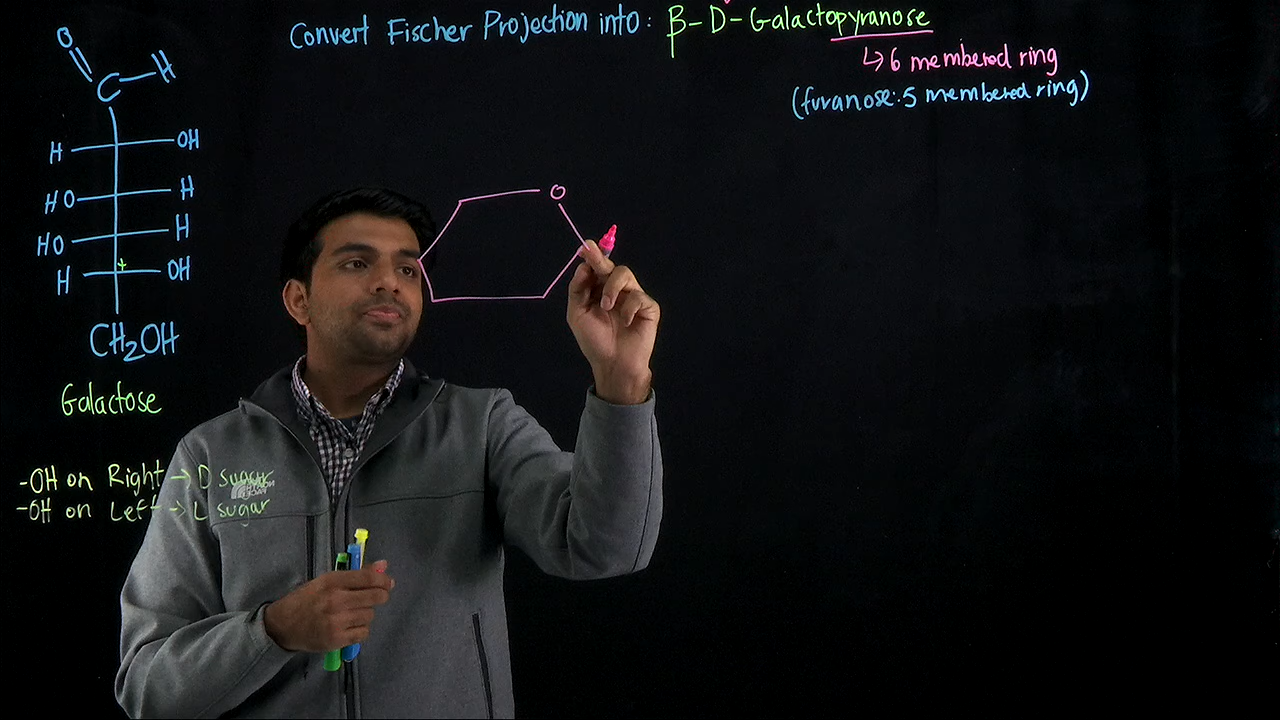 Convert Fischer Projection into: β-D-Galactopyranose
↳ 6 membered ring
(furanose: 5 membered ring)
O
C H
H OH
HO H
HO H
H OH
CH₂OH
Galactose
-OH on Right → D sugar
-OH on Left → L sugar
O